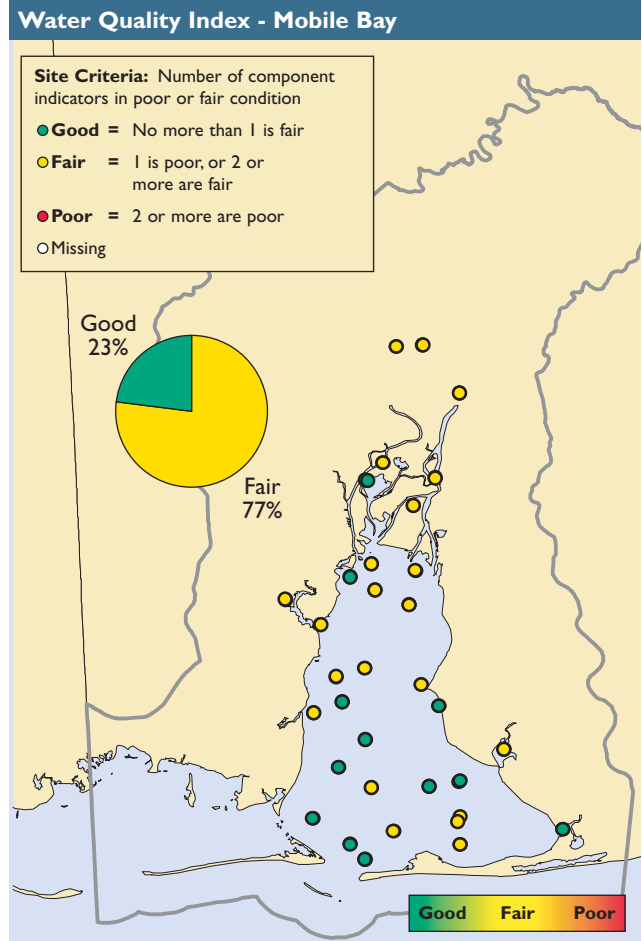 Water Quality Index - Mobile Bay
Site Criteria: Number of component
indicators in poor or fair condition
Good = No more than 1 is fair
Fair = 1 is poor, or 2 or
more are fair
Poor = 2 or more are poor
Missing
Good
23%
Fair
77%
Good Fair Poor